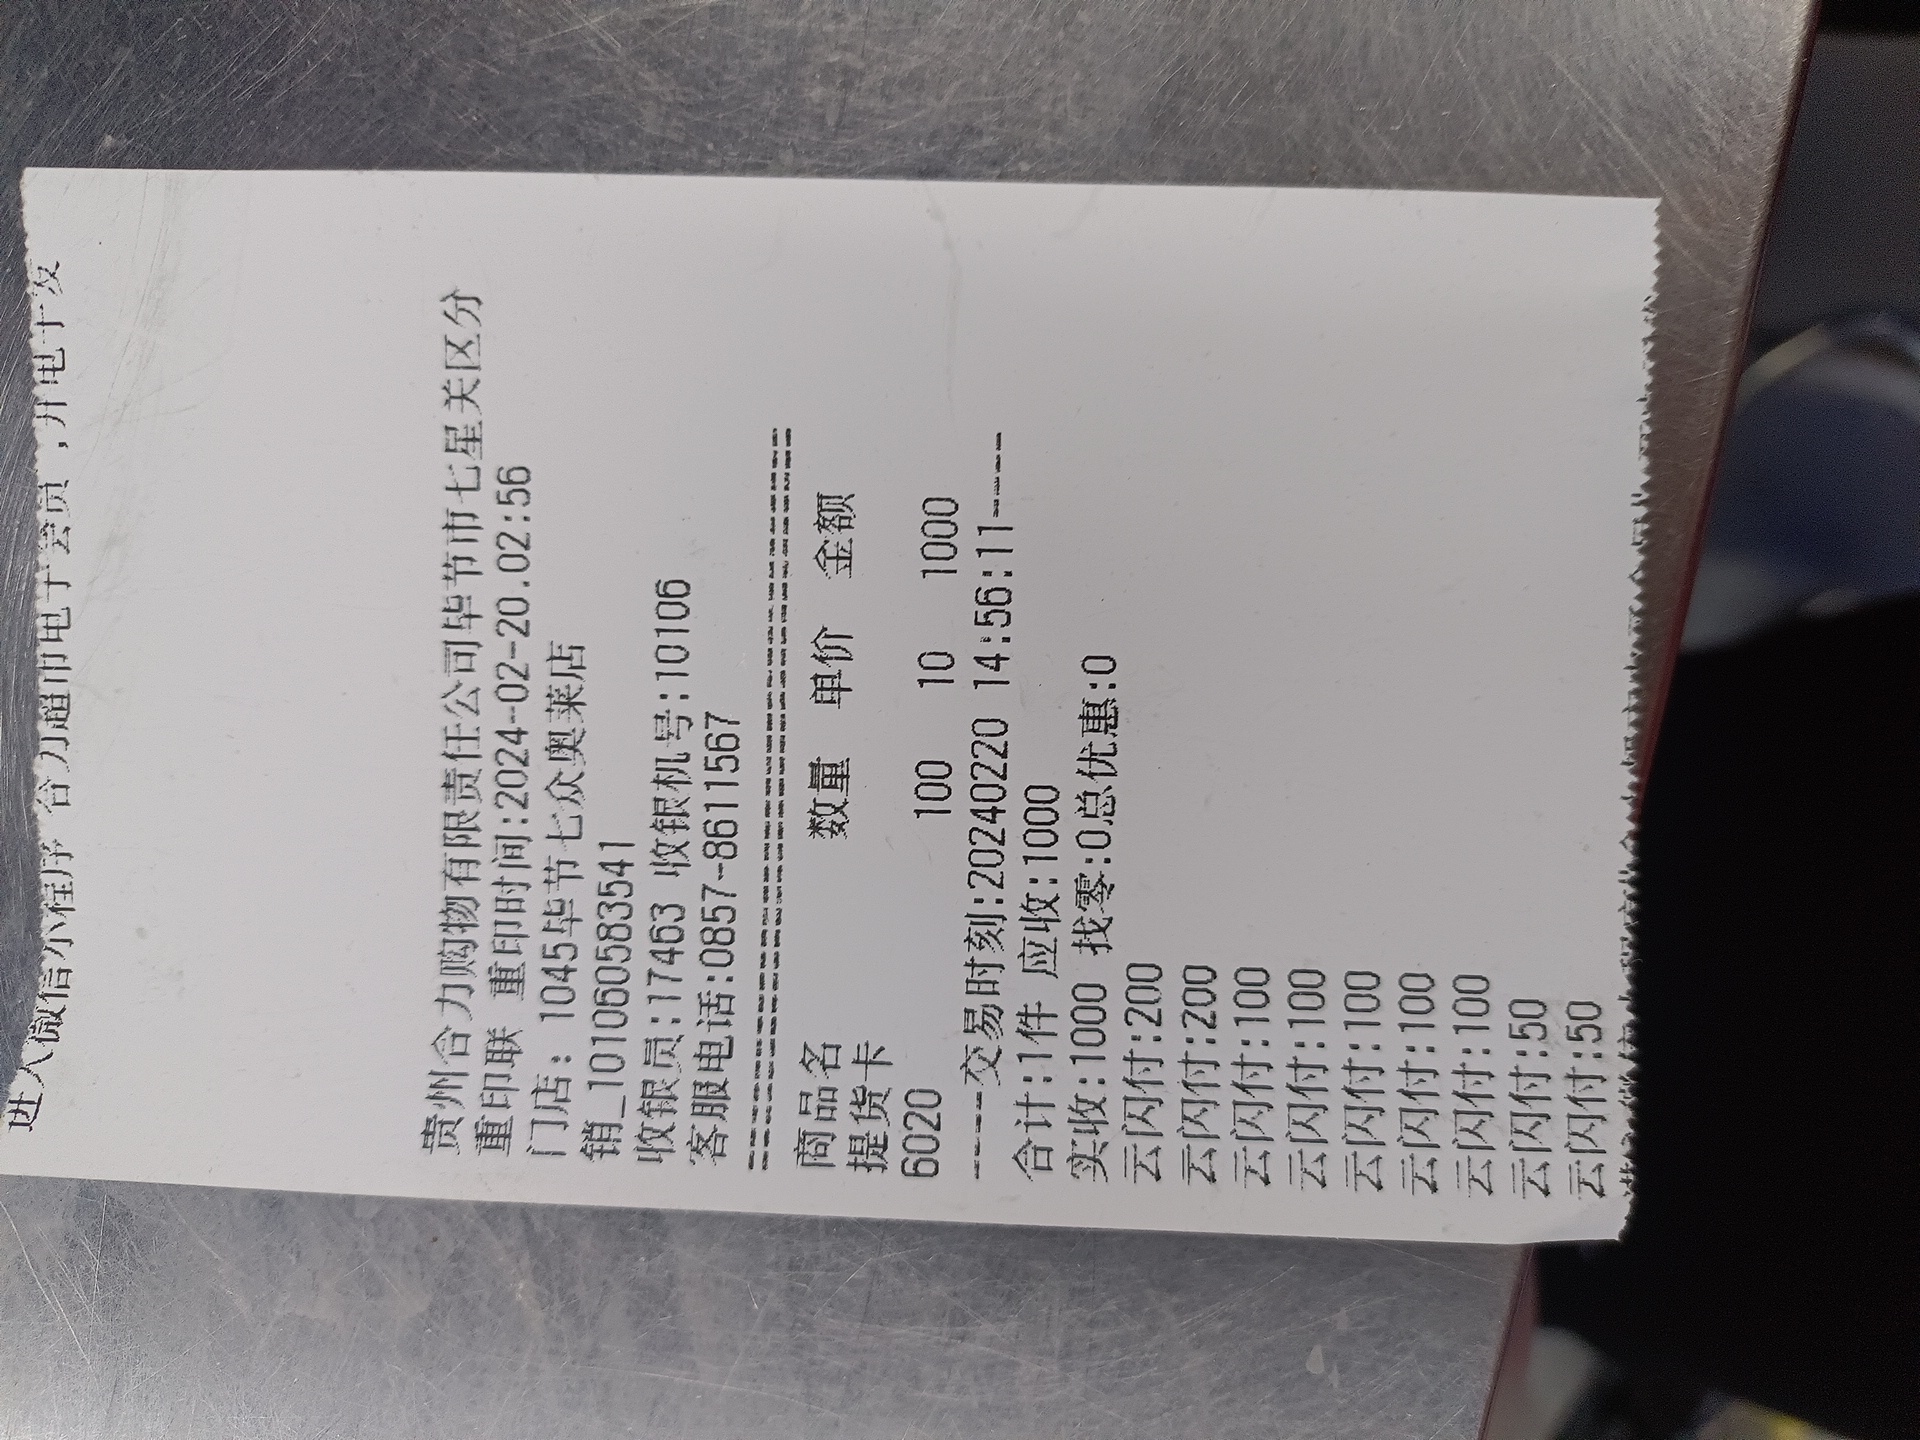 进入微信小程序 合力超市电子会员，开电子发
贵州合力购物有限责任公司毕节市七星关区分
重印联 重印时间:2024-02-20.02:56
门店: 1045毕节七众奥莱店
销_101060583541
收银员:17463 收银机号:10106
客服电话:0857-8611567
================================
商品名 数量 单价 金额
提货卡
6020 100 10 1000
----交易时刻:20240220 14:56:11-----
合计:1件 应收:1000
实收:1000 找零:0总优惠:0
云闪付:200
云闪付:200
云闪付:100
云闪付:100
云闪付:100
云闪付:100
云闪付:100
云闪付:50
云闪付:50